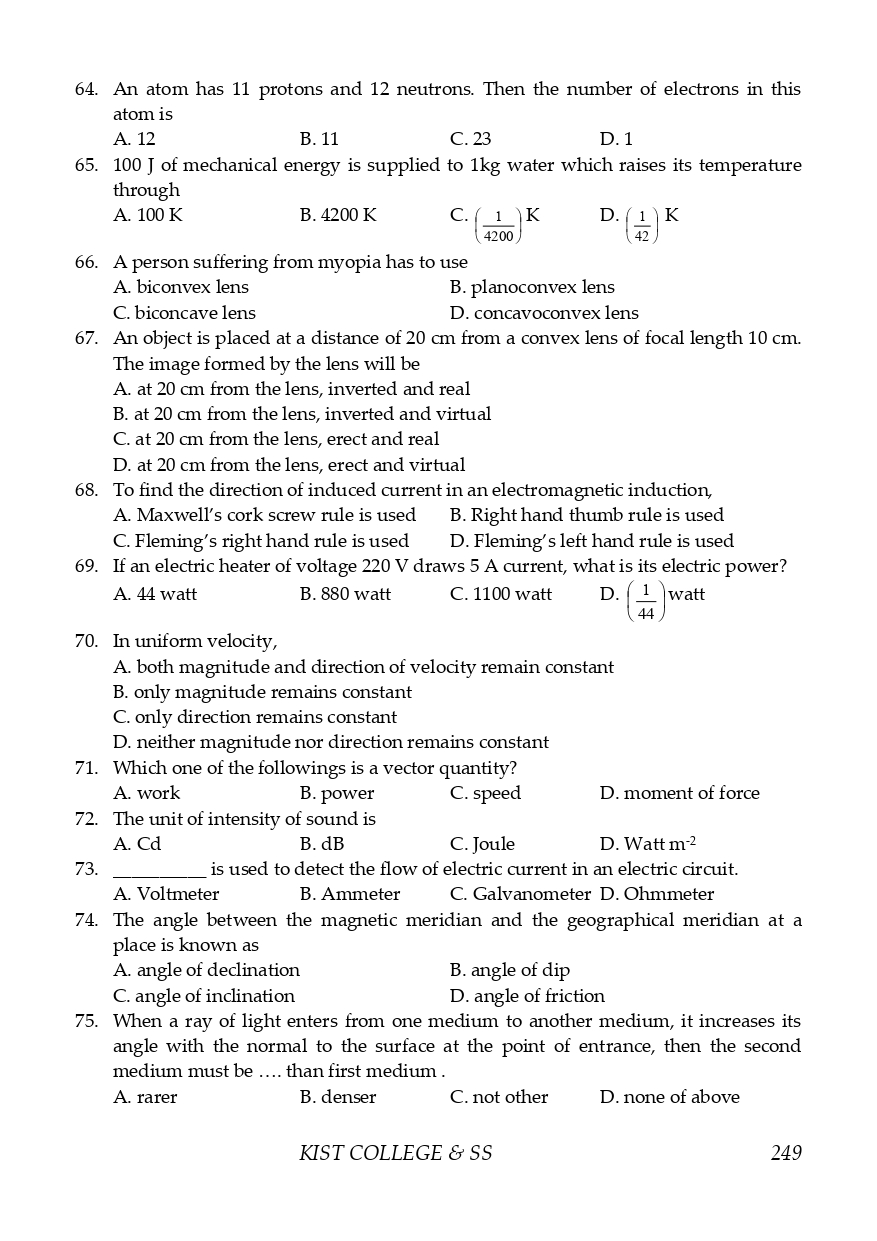 64. An atom has 11 protons and 12 neutrons. Then the number of electrons in this
atom is
A. 12 B. 11 C. 23 D. 1
65. 100 J of mechanical energy is supplied to 1kg water which raises its temperature
through
A. 100 K B. 4200 K C. (1/4200) K D. (1/42) K
66. A person suffering from myopia has to use
A. biconvex lens B. planoconvex lens
C. biconcave lens D. concavoconvex lens
67. An object is placed at a distance of 20 cm from a convex lens of focal length 10 cm.
The image formed by the lens will be
A. at 20 cm from the lens, inverted and real
B. at 20 cm from the lens, inverted and virtual
C. at 20 cm from the lens, erect and real
D. at 20 cm from the lens, erect and virtual
68. To find the direction of induced current in an electromagnetic induction,
A. Maxwell's cork screw rule is used B. Right hand thumb rule is used
C. Fleming's right hand rule is used D. Fleming's left hand rule is used
69. If an electric heater of voltage 220 V draws 5 A current, what is its electric power?
A. 44 watt B. 880 watt C. 1100 watt D. (1/44) watt
70. In uniform velocity,
A. both magnitude and direction of velocity remain constant
B. only magnitude remains constant
C. only direction remains constant
D. neither magnitude nor direction remains constant
71. Which one of the followings is a vector quantity?
A. work B. power C. speed D. moment of force
72. The unit of intensity of sound is
A. Cd B. dB C. Joule D. Watt m⁻²
73. __________ is used to detect the flow of electric current in an electric circuit.
A. Voltmeter B. Ammeter C. Galvanometer D. Ohmmeter
74. The angle between the magnetic meridian and the geographical meridian at a
place is known as
A. angle of declination B. angle of dip
C. angle of inclination D. angle of friction
75. When a ray of light enters from one medium to another medium, it increases its
angle with the normal to the surface at the point of entrance, then the second
medium must be …. than first medium .
A. rarer B. denser C. not other D. none of above
KIST COLLEGE & SS 249